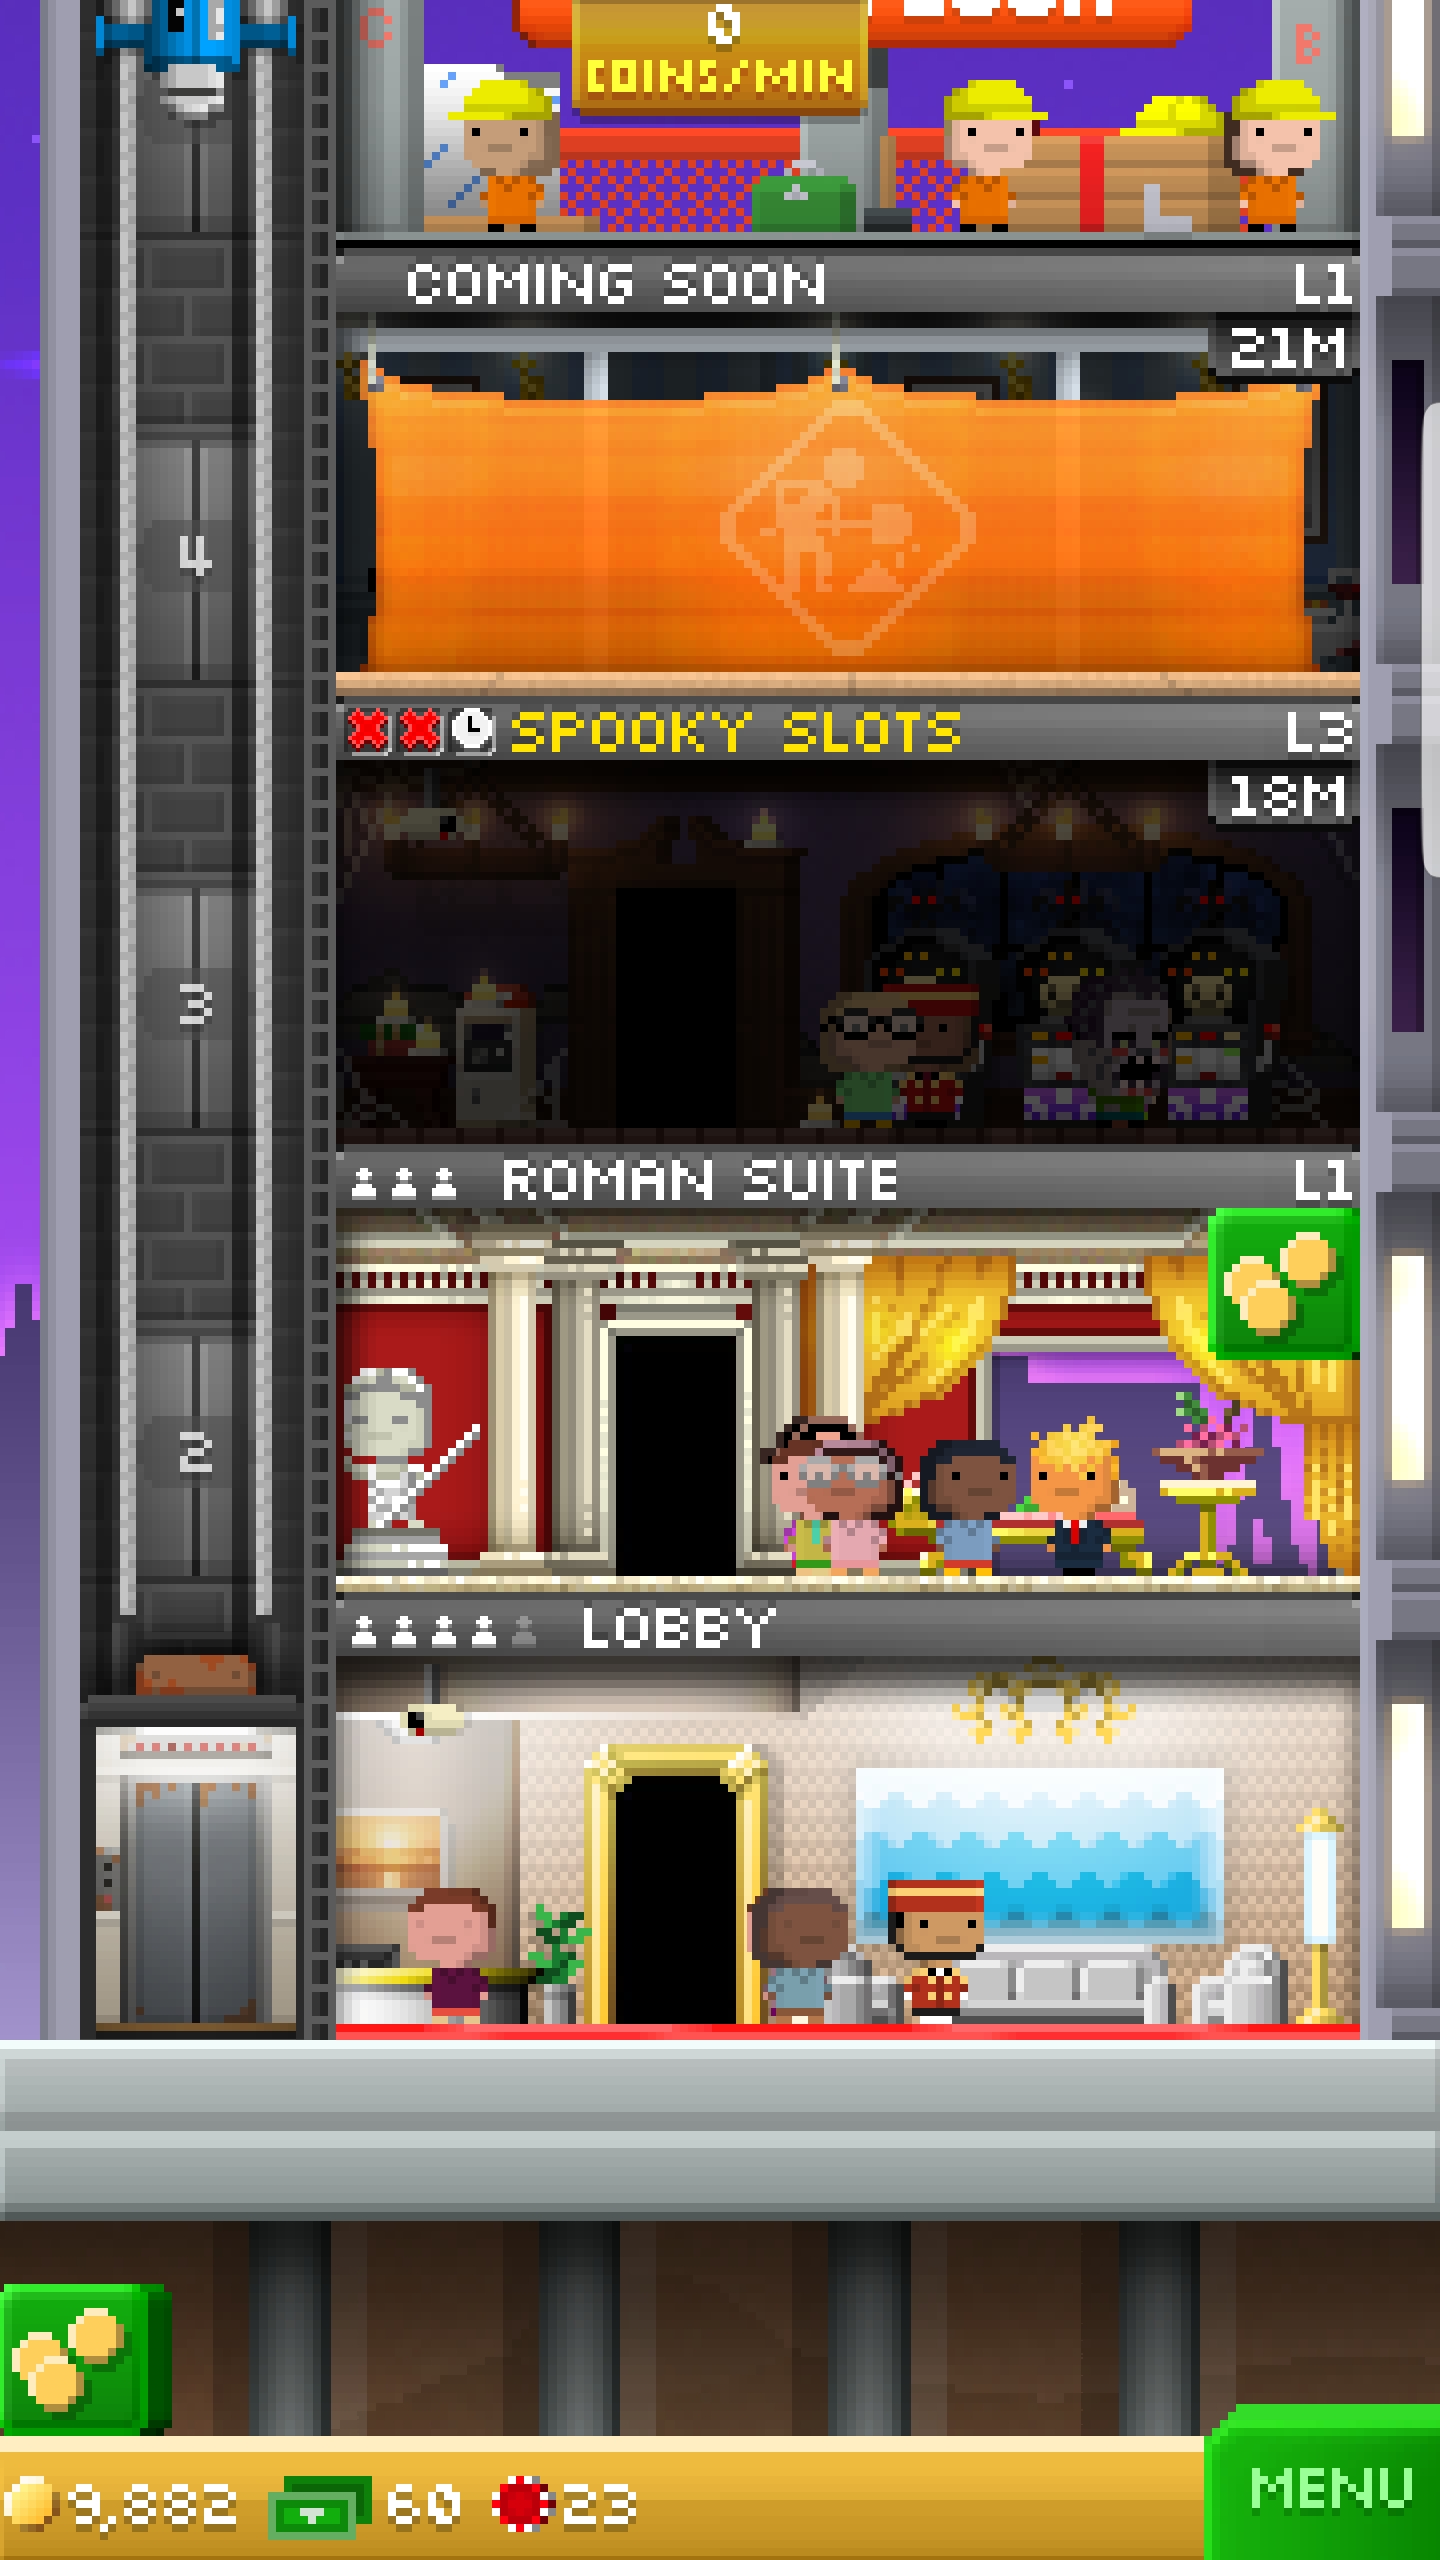 C
0
COINS/MIN
B
COMING SOON L1
21M
4
SPOOKY SLOTS L3
18M
3
ROMAN SUITE L1
2
LOBBY
9,882 60 23
MENU